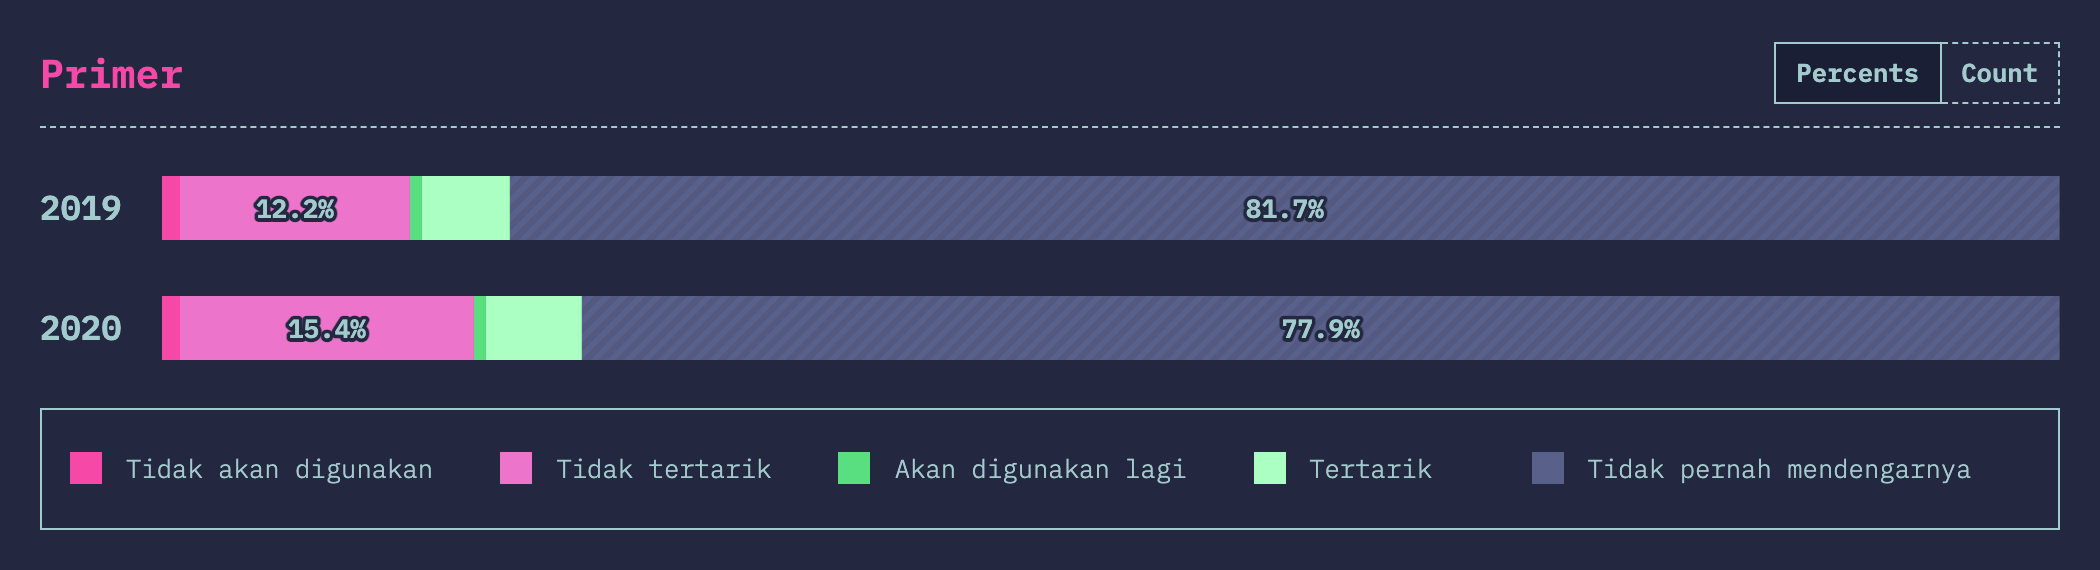 Primer
Percents Count
2019 12.2% 81.7%
2020 15.4% 77.9%
Tidak akan digunakan Tidak tertarik Akan digunakan lagi Tertarik Tidak pernah mendengarnya